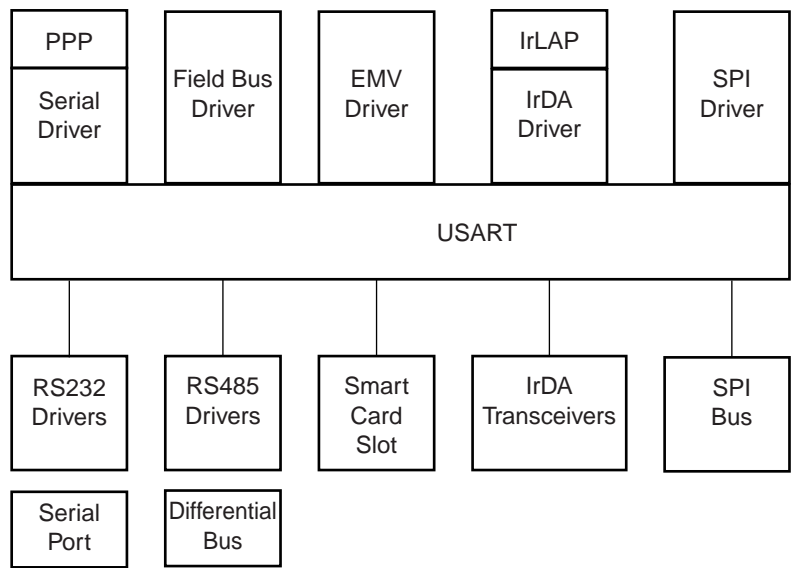 PPP
Serial
Driver
Field Bus
Driver
EMV
Driver
IrLAP
IrDA
Driver
SPI
Driver
USART
RS232
Drivers
RS485
Drivers
Smart
Card
Slot
IrDA
Transceivers
SPI
Bus
Serial
Port
Differential
Bus